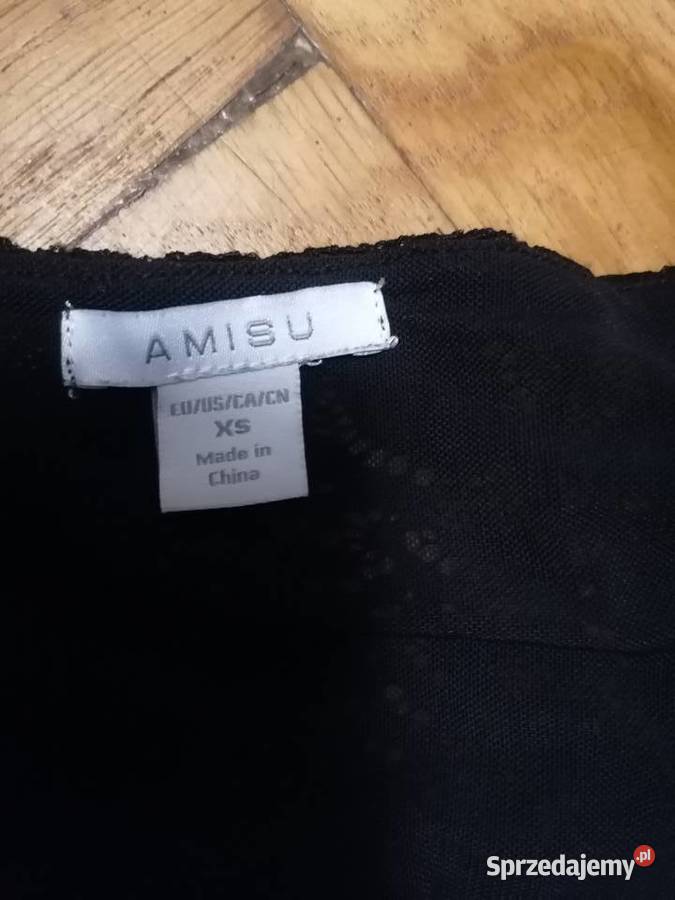 AMISU
EU/US/CA/CN
XS
Made in
China
Sprzedajemy.pl